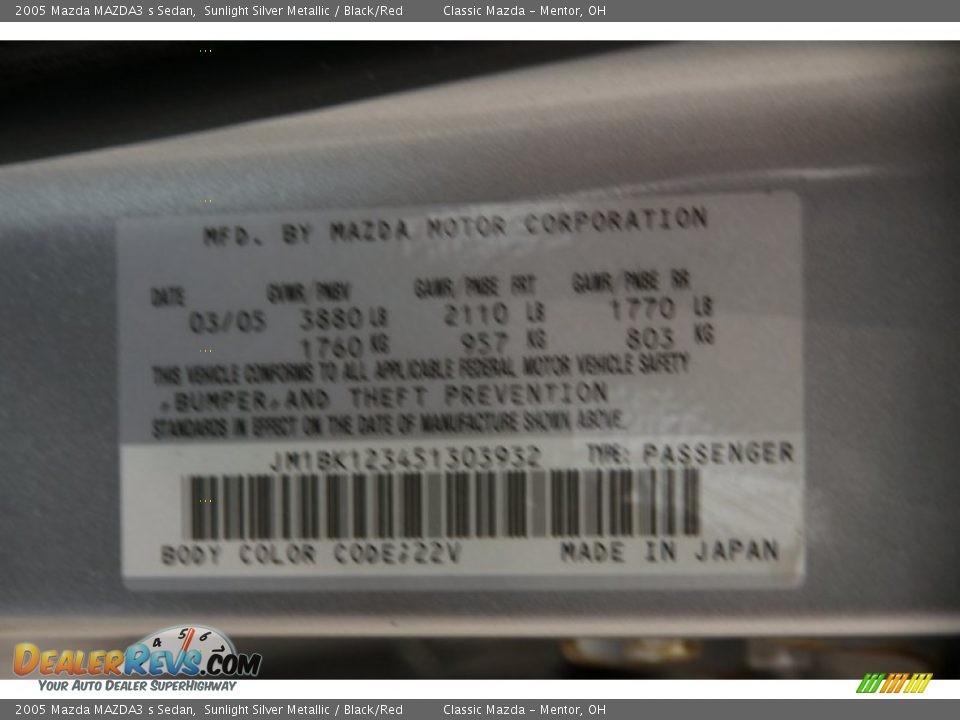 2005 Mazda MAZDA3 s Sedan, Sunlight Silver Metallic / Black/Red Classic Mazda - Mentor, OH
MFD. BY MAZDA MOTOR CORPORATION
DATE GVWR/PNBV GAWR/PNBE FRT GAWR/PNBE RR
03/05 3880 LB 2110 LB 1770 LB
1760 KG 957 KG 803 KG
THIS VEHICLE CONFORMS TO ALL APPLICABLE FEDERAL MOTOR VEHICLE SAFETY
,BUMPER,AND THEFT PREVENTION
STANDARDS IN EFFECT ON THE DATE OF MANUFACTURE SHOWN ABOVE.
JM1BK123451303932 TYPE: PASSENGER
BODY COLOR CODE:22V MADE IN JAPAN
4 5 6
DEALERREVS.COM
YOUR AUTO DEALER SUPERHIGHWAY
2005 Mazda MAZDA3 s Sedan, Sunlight Silver Metallic / Black/Red Classic Mazda - Mentor, OH